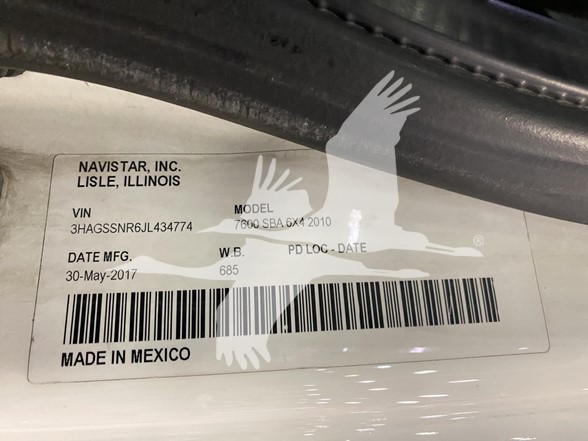 NAVISTAR, INC.
LISLE, ILLINOIS
VIN MODEL
3HAGSSNR6JL434774 7600 SBA 6X4 2010
DATE MFG. W.B. PD LOC - DATE
30-May-2017 685
MADE IN MEXICO
®